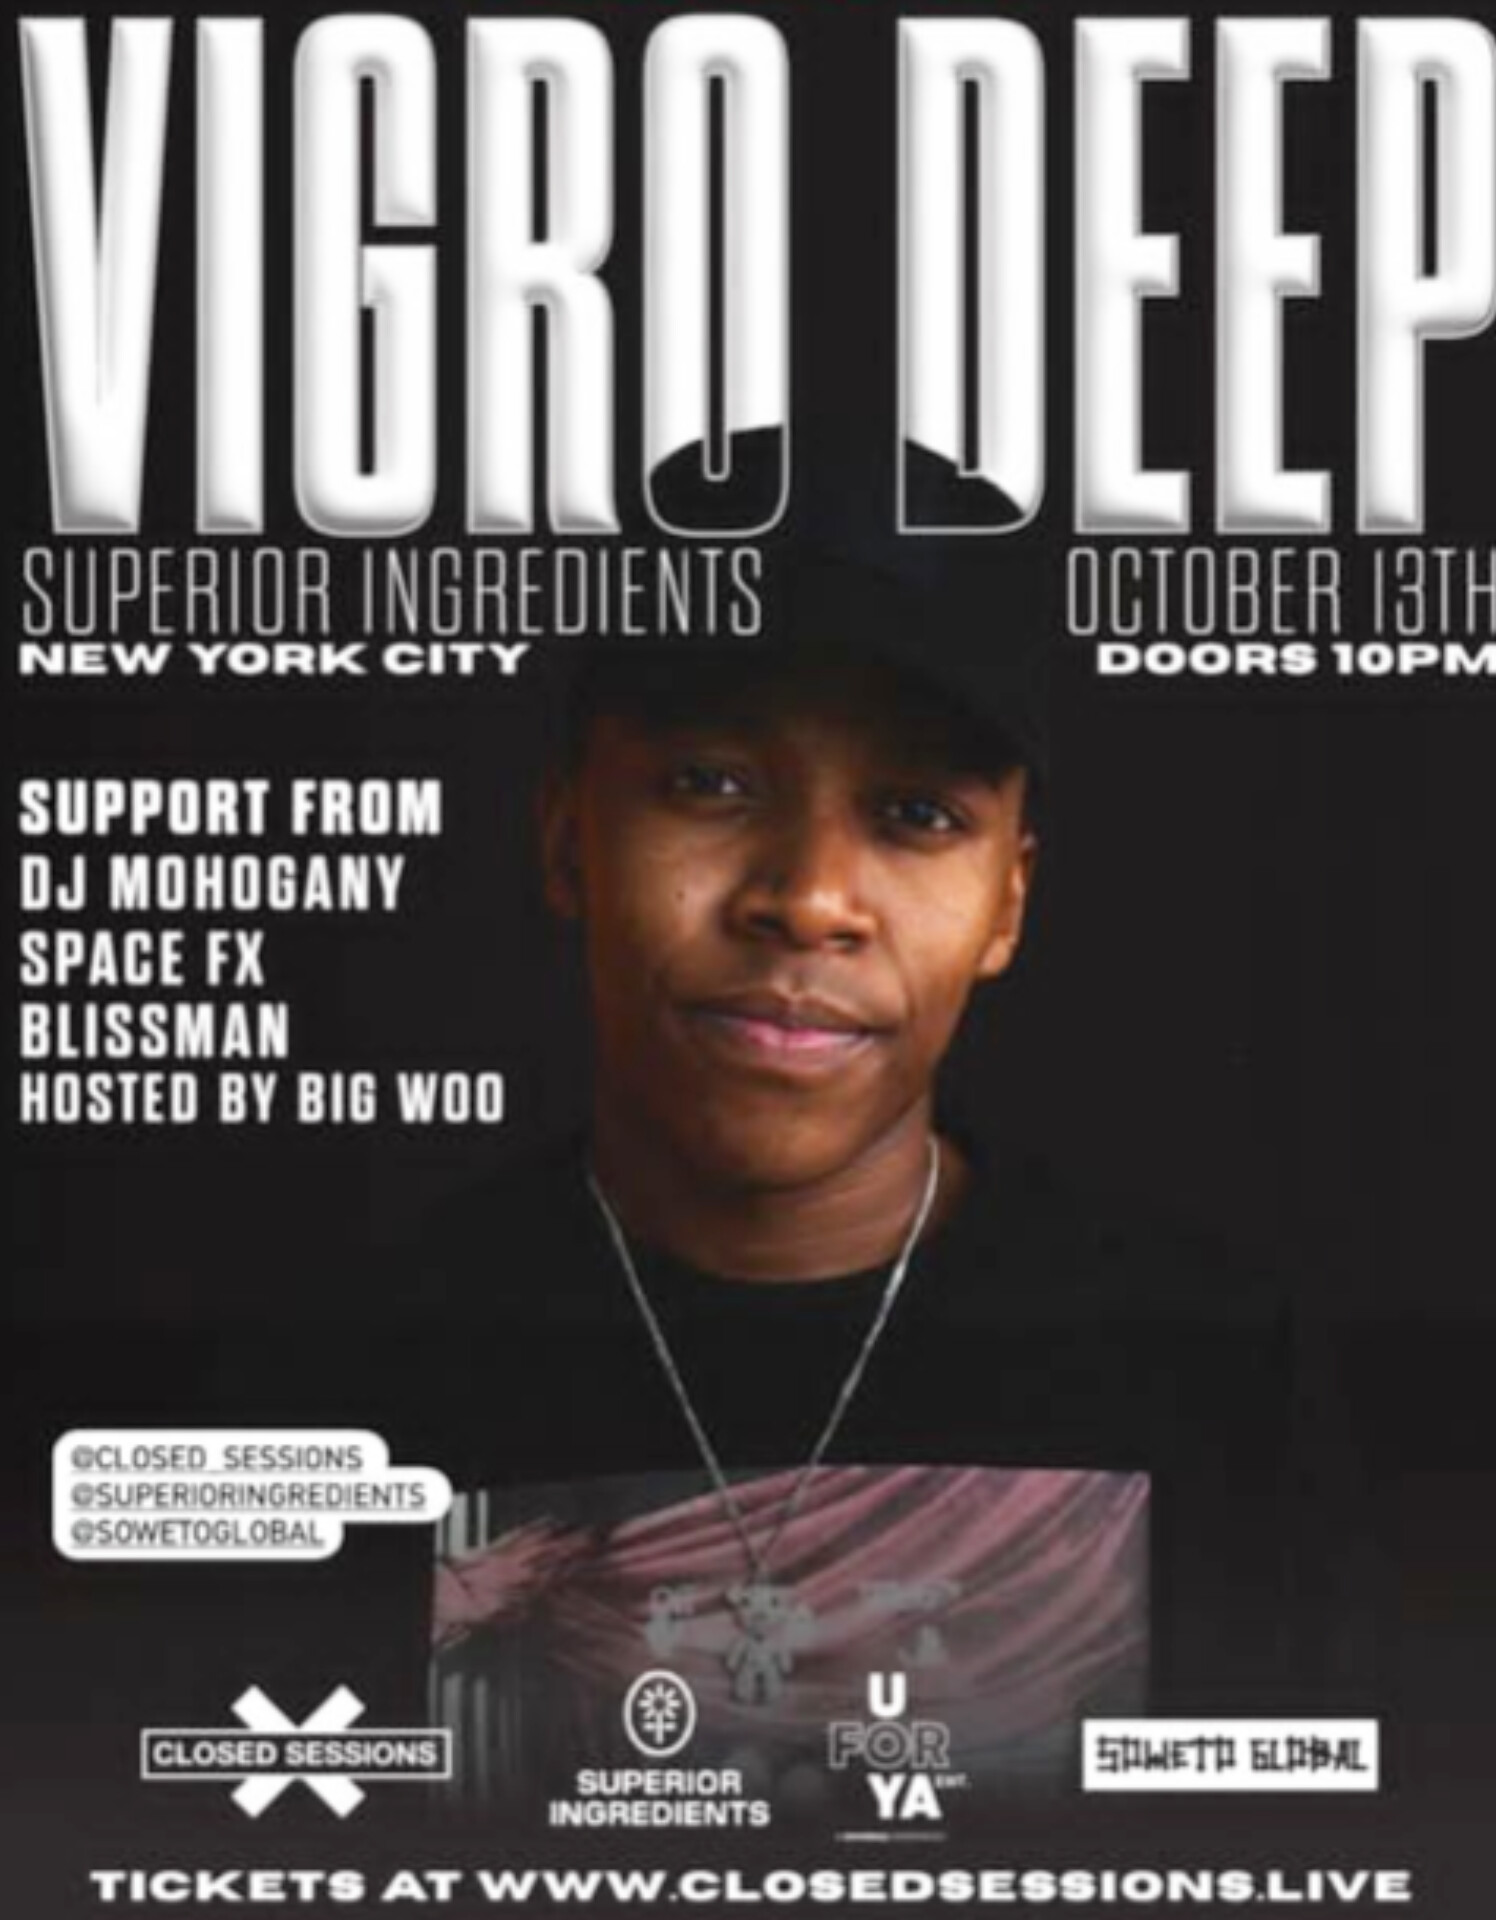 VIGRO DEEP
SUPERIOR INGREDIENTS
NEW YORK CITY
OCTOBER 13TH
DOORS 10PM
SUPPORT FROM
DJ MOHOGANY
SPACE FX
BLISSMAN
HOSTED BY BIG WOO
@CLOSED_SESSIONS
@SUPERIORINGREDIENTS
@SOWETOGLOBAL
CLOSED SESSIONS
SUPERIOR
INGREDIENTS
U
FOR
YA ENT.
SOWETO GLOBAL
TICKETS AT WWW.CLOSEDSESSIONS.LIVE